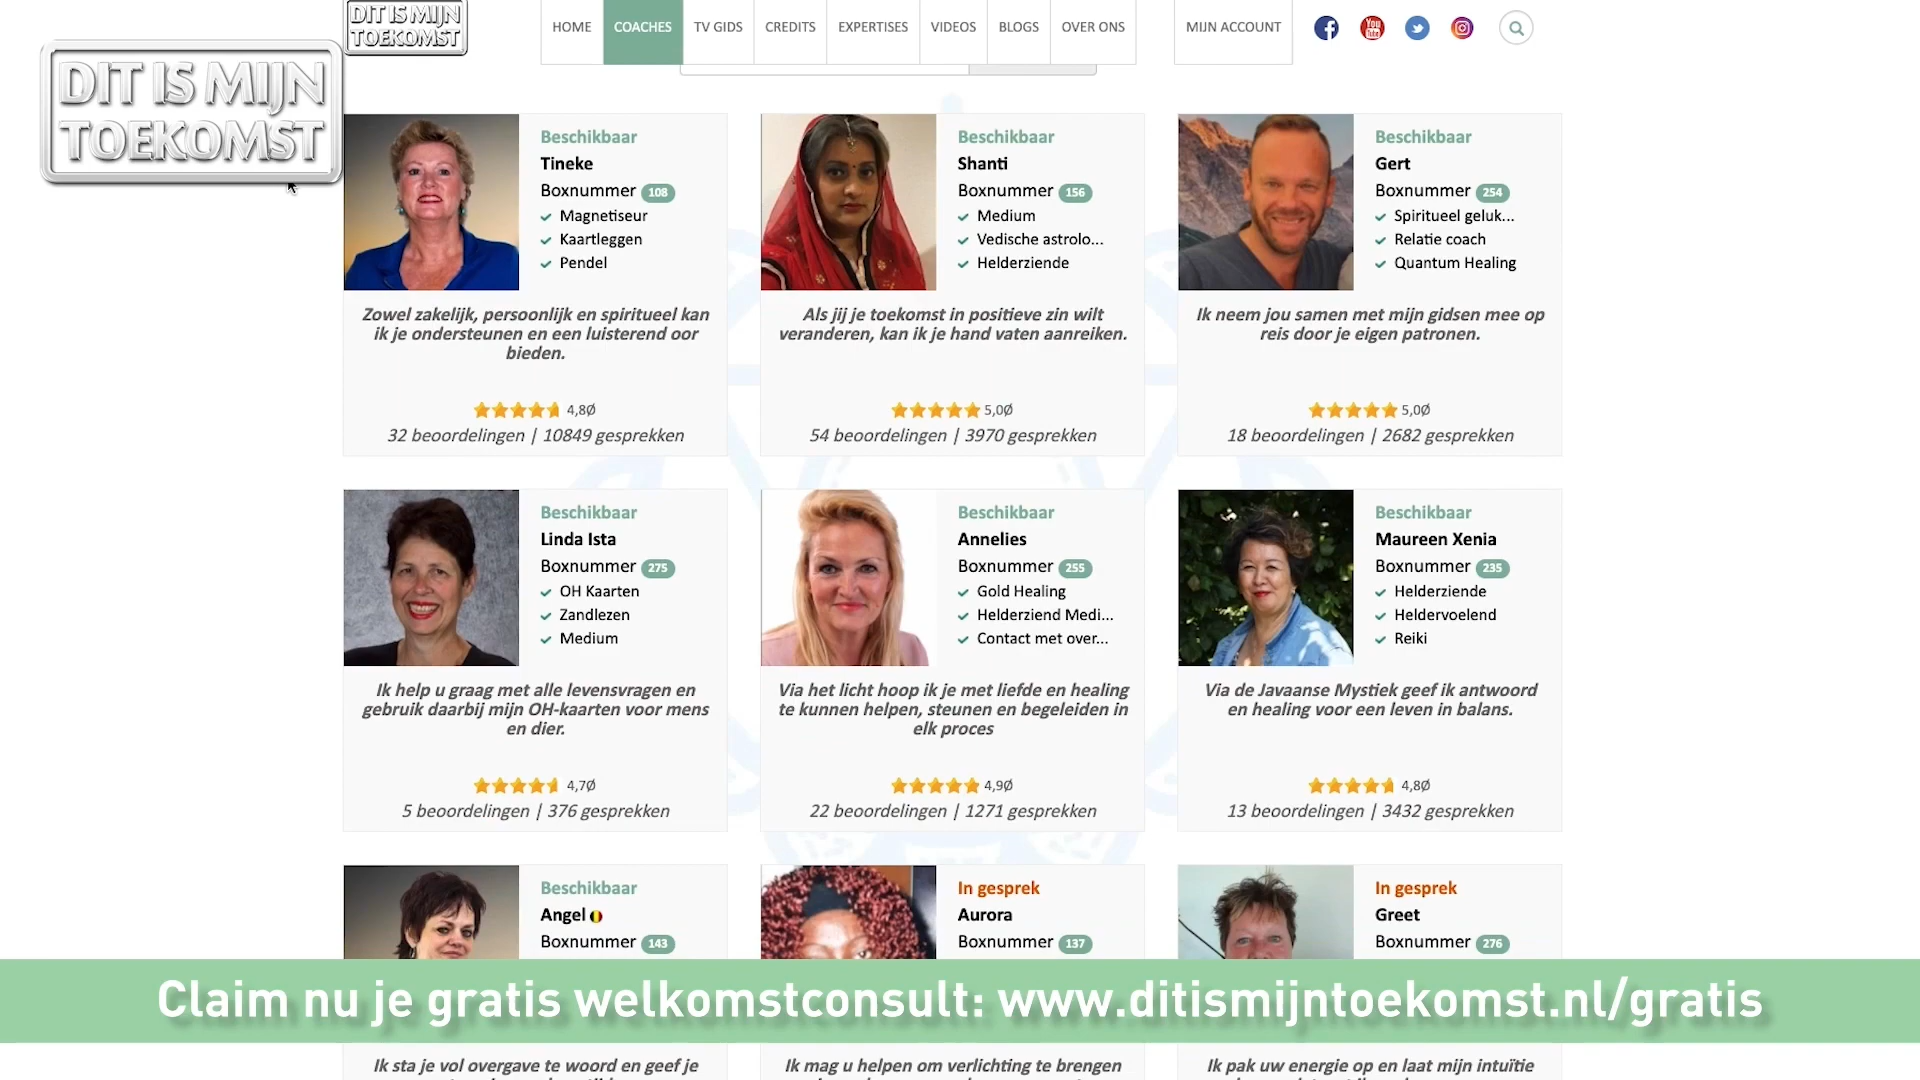 DIT IS MIJN
TOEKOMST
DIT IS MIJN
TOEKOMST
HOME COACHES TV GIDS CREDITS EXPERTISES VIDEOS BLOGS OVER ONS MIJN ACCOUNT
Beschikbaar
Tineke
Boxnummer 108
Magnetiseur
Kaartleggen
Pendel
Zowel zakelijk, persoonlijk en spiritueel kan
ik je ondersteunen en een luisterend oor
bieden.
4,8Ø
32 beoordelingen | 10849 gesprekken
Beschikbaar
Shanti
Boxnummer 156
Medium
Vedische astrolo...
Helderziende
Als jij je toekomst in positieve zin wilt
veranderen, kan ik je hand vaten aanreiken.
5,0Ø
54 beoordelingen | 3970 gesprekken
Beschikbaar
Gert
Boxnummer 254
Spiritueel geluk...
Relatie coach
Quantum Healing
Ik neem jou samen met mijn gidsen mee op
reis door je eigen patronen.
5,0Ø
18 beoordelingen | 2682 gesprekken
Beschikbaar
Linda Ista
Boxnummer 275
OH Kaarten
Zandlezen
Medium
Ik help u graag met alle levensvragen en
gebruik daarbij mijn OH-kaarten voor mens
en dier.
4,7Ø
5 beoordelingen | 376 gesprekken
Beschikbaar
Annelies
Boxnummer 255
Gold Healing
Helderziend Medi...
Contact met over...
Via het licht hoop ik je met liefde en healing
te kunnen helpen, steunen en begeleiden in
elk proces
4,9Ø
22 beoordelingen | 1271 gesprekken
Beschikbaar
Maureen Xenia
Boxnummer 235
Helderziende
Heldervoelend
Reiki
Via de Javaanse Mystiek geef ik antwoord
en healing voor een leven in balans.
4,8Ø
13 beoordelingen | 3432 gesprekken
Beschikbaar
Angel
Boxnummer 143
In gesprek
Aurora
Boxnummer 137
In gesprek
Greet
Boxnummer 276
Claim nu je gratis welkomstconsult: www.ditismijntoekomst.nl/gratis
Ik sta je vol overgave te woord en geef je
Ik mag u helpen om verlichting te brengen
Ik pak uw energie op en laat mijn intuïtie